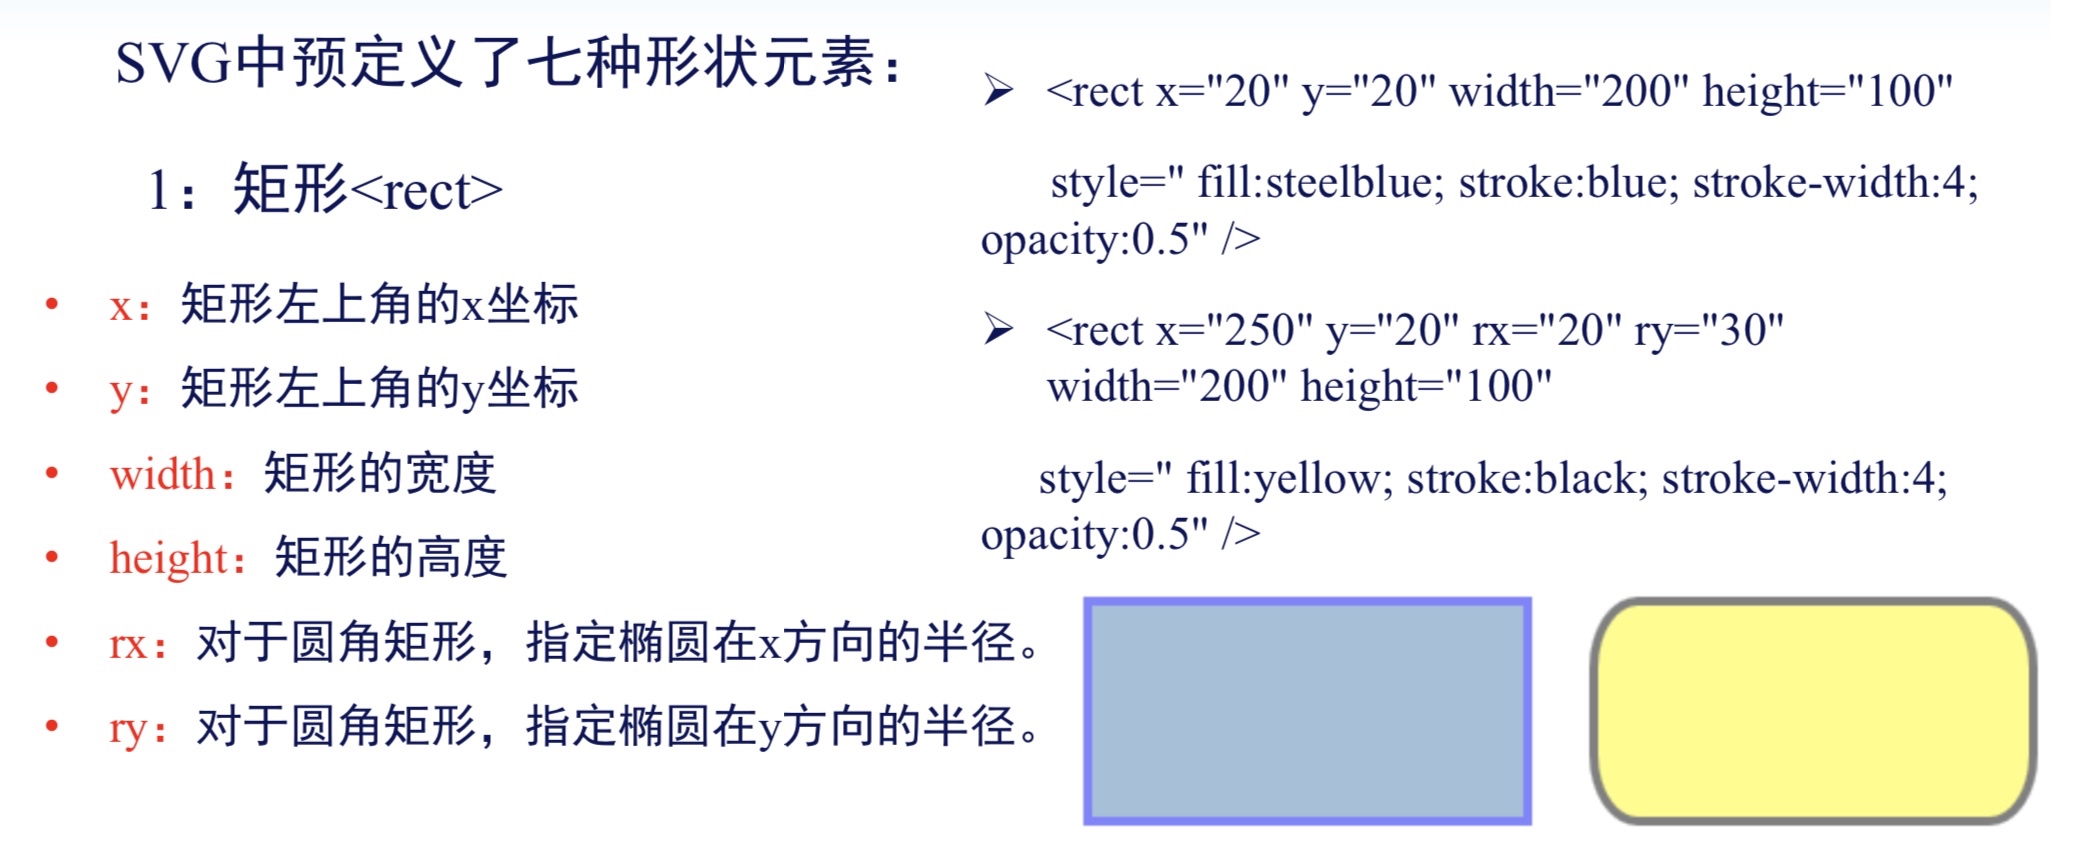 SVG中预定义了七种形状元素：
1：矩形<rect>
• x：矩形左上角的x坐标
• y：矩形左上角的y坐标
• width：矩形的宽度
• height：矩形的高度
• rx：对于圆角矩形，指定椭圆在x方向的半径。
• ry：对于圆角矩形，指定椭圆在y方向的半径。
➢ <rect x="20" y="20" width="200" height="100"
style=" fill:steelblue; stroke:blue; stroke-width:4;
opacity:0.5" />
➢ <rect x="250" y="20" rx="20" ry="30"
width="200" height="100"
style=" fill:yellow; stroke:black; stroke-width:4;
opacity:0.5" />